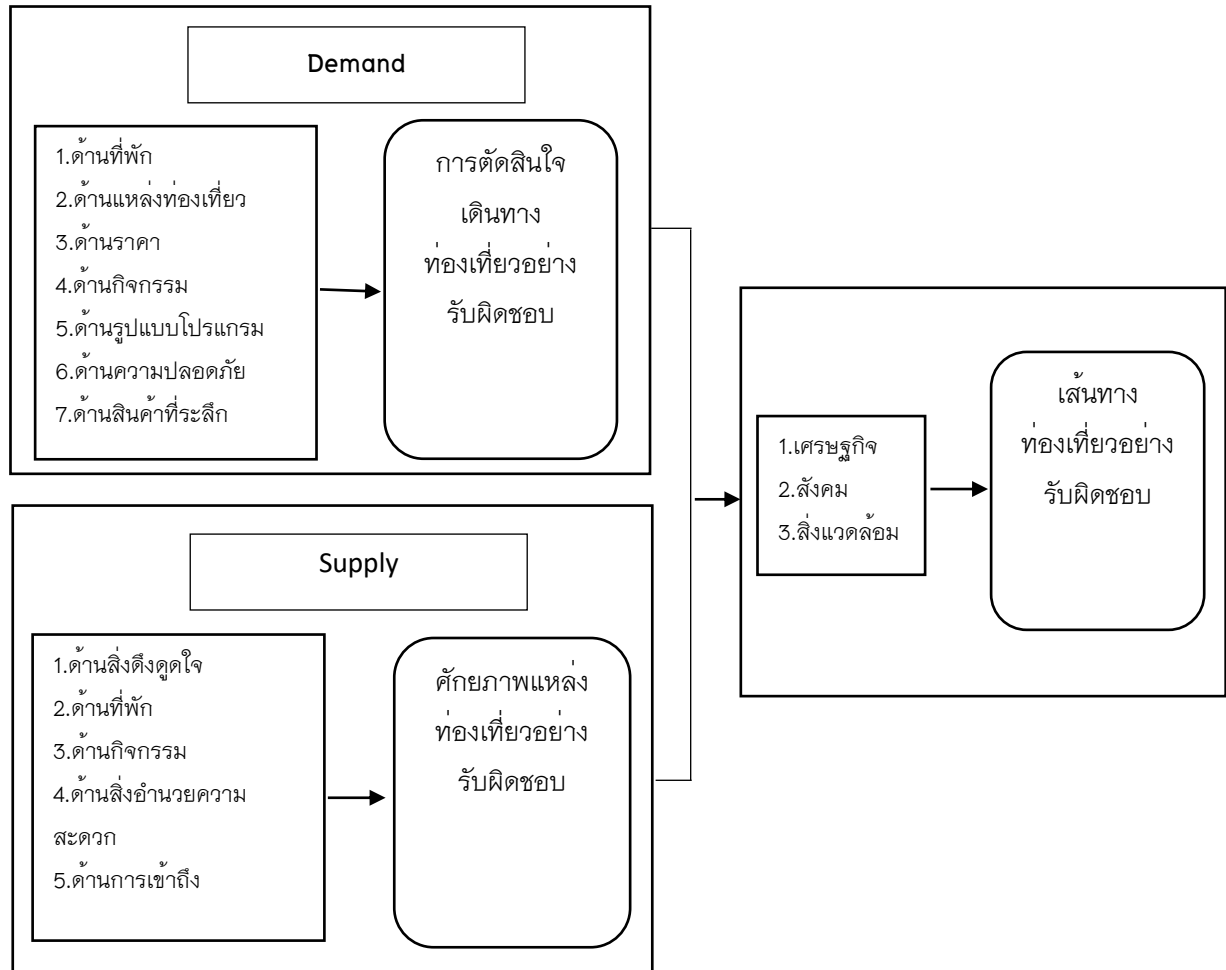 Demand
1.ด้านที่พัก
2.ด้านแหล่งท่องเที่ยว
3.ด้านราคา
4.ด้านกิจกรรม
5.ด้านรูปแบบโปรแกรม
6.ด้านความปลอดภัย
7.ด้านสินค้าที่ระลึก
การตัดสินใจ
เดินทาง
ท่องเที่ยวอย่าง
รับผิดชอบ
Supply
1.ด้านสิ่งดึงดูดใจ
2.ด้านที่พัก
3.ด้านกิจกรรม
4.ด้านสิ่งอำนวยความ
สะดวก
5.ด้านการเข้าถึง
ศักยภาพแหล่ง
ท่องเที่ยวอย่าง
รับผิดชอบ
1.เศรษฐกิจ
2.สังคม
3.สิ่งแวดล้อม
เส้นทาง
ท่องเที่ยวอย่าง
รับผิดชอบ